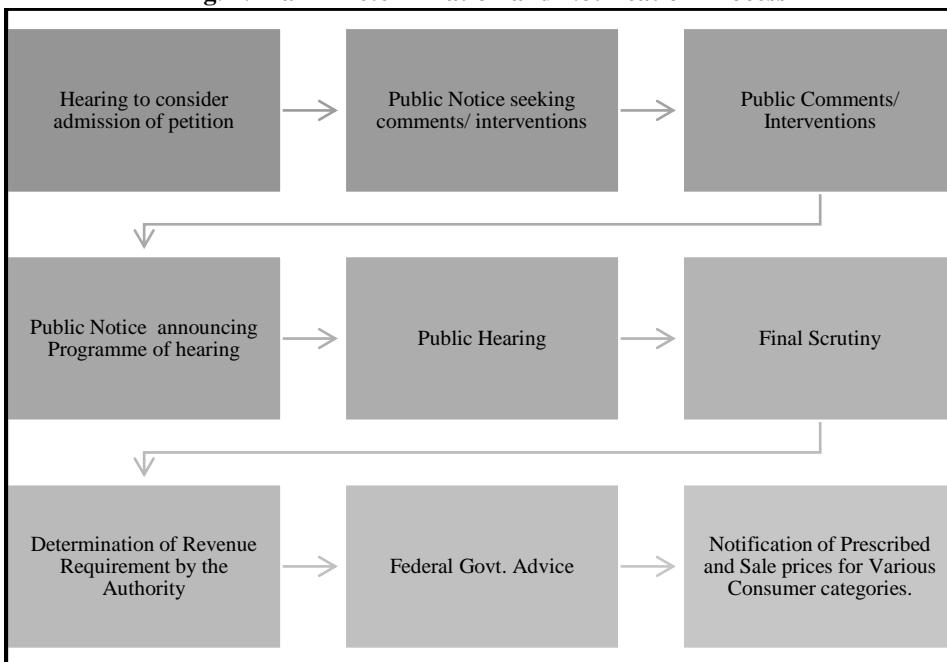 Hearing to consider
admission of petition
Public Notice seeking
comments/ interventions
Public Comments/
Interventions
Public Notice announcing
Programme of hearing
Public Hearing
Final Scrutiny
Determination of Revenue
Requirement by the
Authority
Federal Govt. Advice
Notification of Prescribed
and Sale prices for Various
Consumer categories.